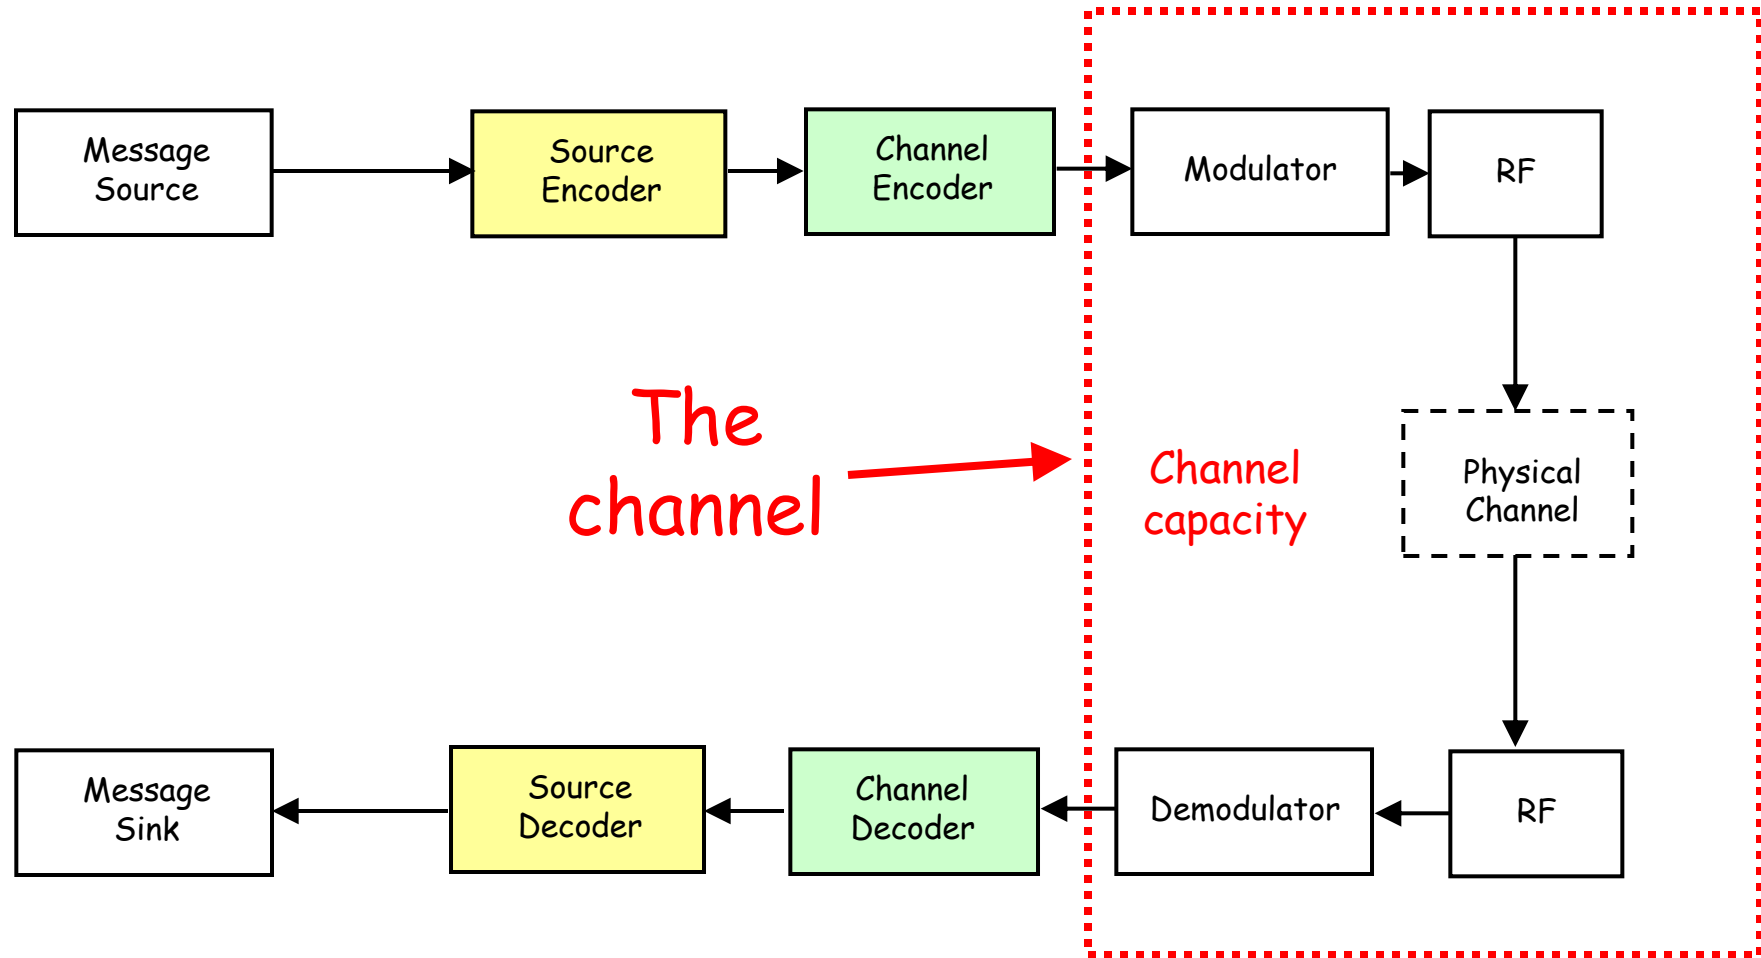 Message
Source
Source
Encoder
Channel
Encoder
Modulator
RF
The
channel
Channel
capacity
Physical
Channel
Message
Sink
Source
Decoder
Channel
Decoder
Demodulator
RF